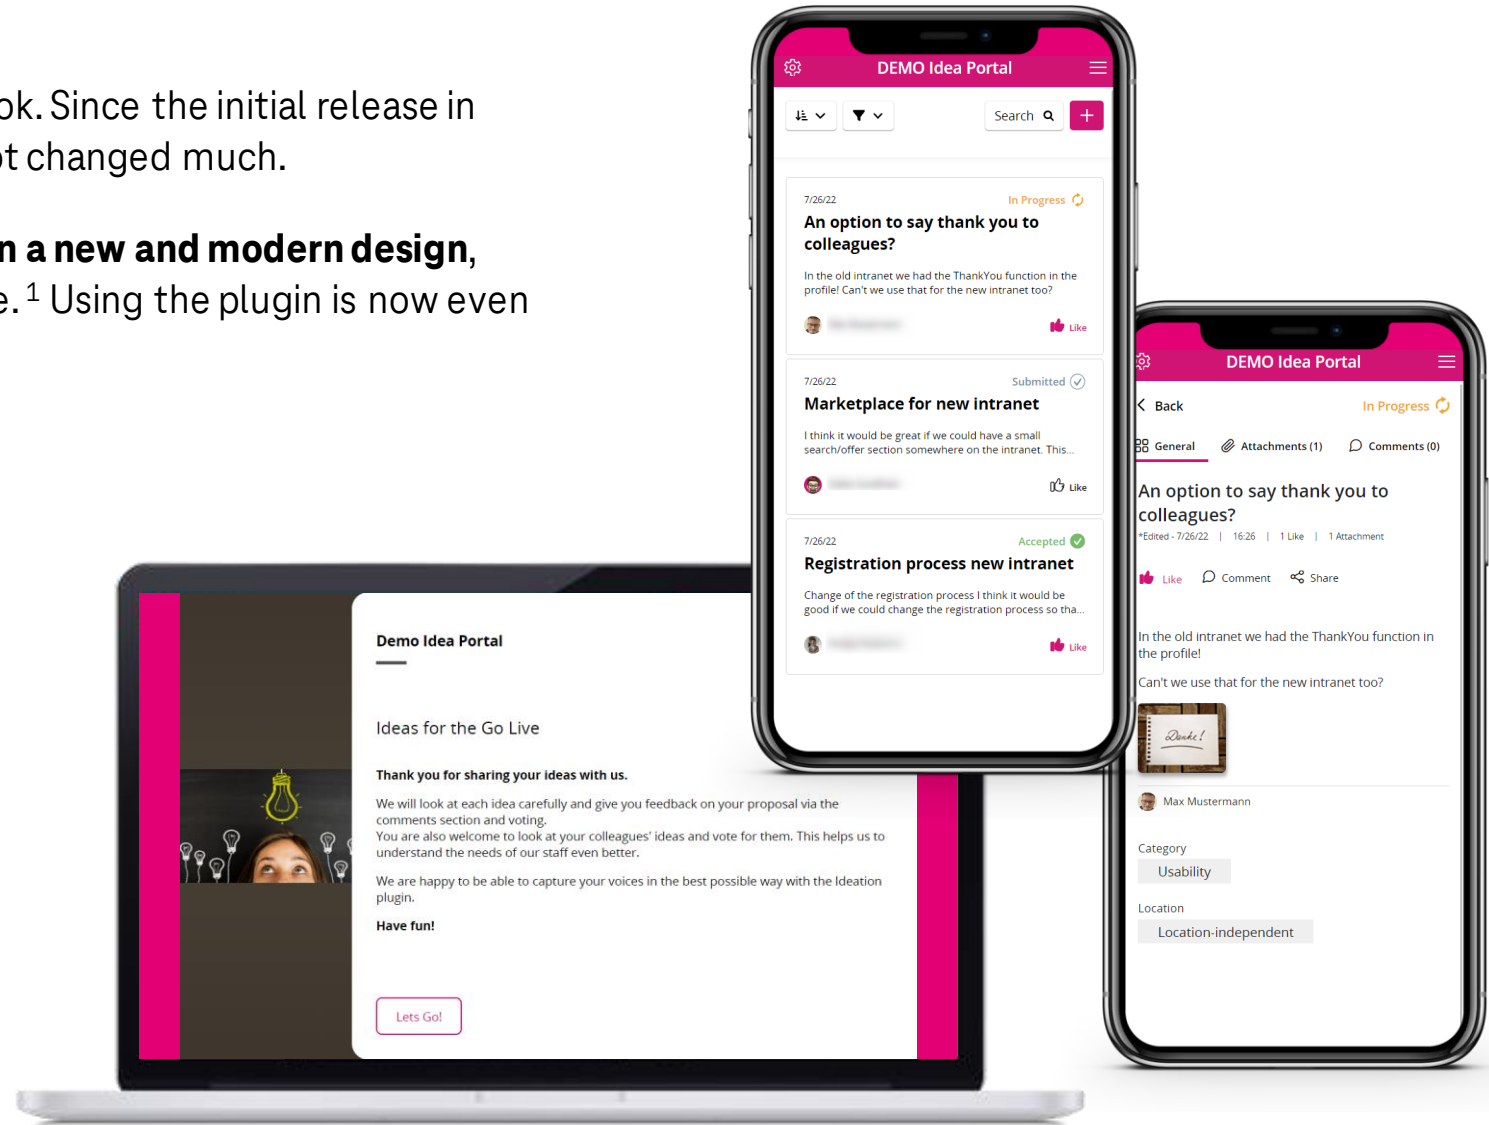 ok. Since the initial release in
ot changed much.
n a new and modern design,
e. 1 Using the plugin is now even
DEMO Idea Portal
Search
7/26/22
In Progress
An option to say thank you to
colleagues?
In the old intranet we had the ThankYou function in the
profile! Can't we use that for the new intranet too?
Like
7/26/22
Submitted
Marketplace for new intranet
I think it would be great if we could have a small
search/offer section somewhere on the intranet. This...
Like
7/26/22
Accepted
Registration process new intranet
Change of the registration process I think it would be
good if we could change the registration process so tha...
Like
DEMO Idea Portal
Back
In Progress
General
Attachments (1)
Comments (0)
An option to say thank you to
colleagues?
*Edited - 7/26/22 | 16:26 | 1 Like | 1 Attachment
Like
Comment
Share
In the old intranet we had the ThankYou function in
the profile!
Can't we use that for the new intranet too?
Danke!
Max Mustermann
Category
Usability
Location
Location-independent
Demo Idea Portal
Ideas for the Go Live
Thank you for sharing your ideas with us.
We will look at each idea carefully and give you feedback on your proposal via the
comments section and voting.
You are also welcome to look at your colleagues' ideas and vote for them. This helps us to
understand the needs of our staff even better.
We are happy to be able to capture your voices in the best possible way with the Ideation
plugin.
Have fun!
Lets Go!